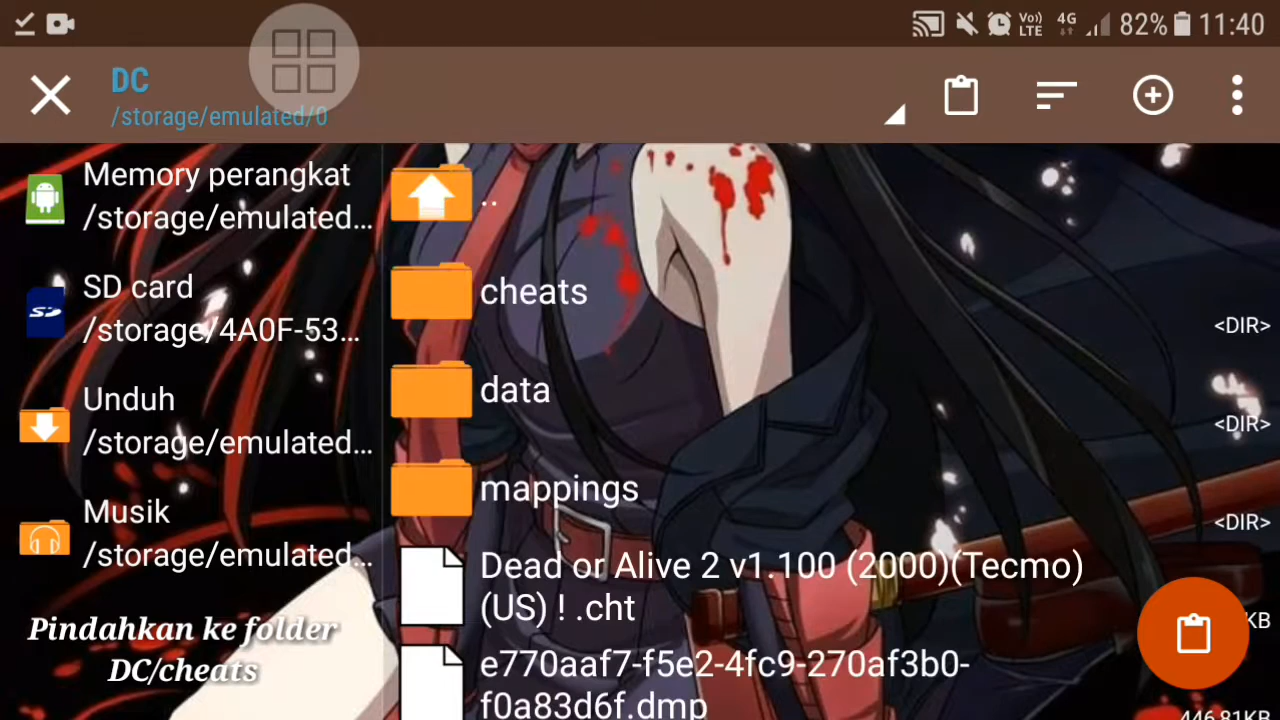 Vo))
LTE
4G
82%
11:40
DC
/storage/emulated/0
Memory perangkat
/storage/emulated...
SD card
/storage/4A0F-53...
Unduh
/storage/emulated...
Musik
/storage/emulated...
Pindahkan ke folder
DC/cheats
..
cheats
<DIR>
data
<DIR>
mappings
<DIR>
Dead or Alive 2 v1.100 (2000)(Tecmo)
(US) ! .cht
KB
e770aaf7-f5e2-4fc9-270af3b0-
f0a83d6f.dmp
446.81KB